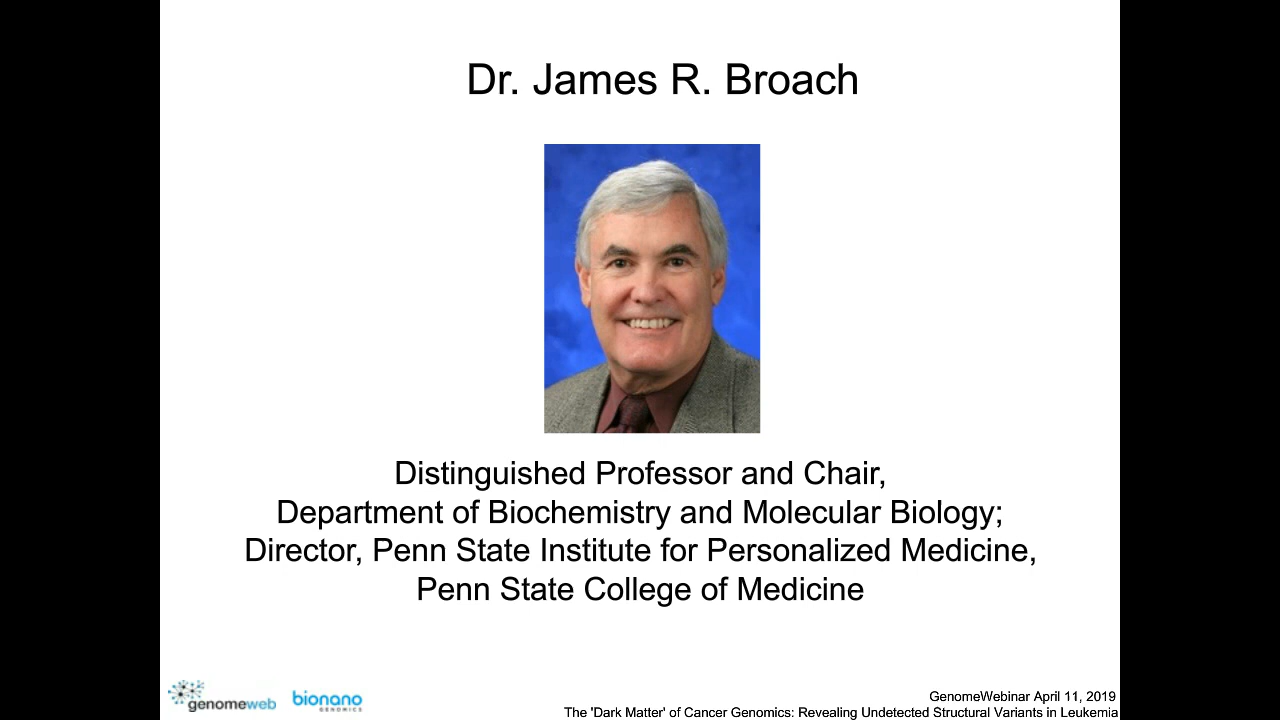 Dr. James R. Broach
Distinguished Professor and Chair,
Department of Biochemistry and Molecular Biology;
Director, Penn State Institute for Personalized Medicine,
Penn State College of Medicine
genomeweb
bionano
GENOMICS
GenomeWebinar April 11, 2019
The 'Dark Matter' of Cancer Genomics: Revealing Undetected Structural Variants in Leukemia